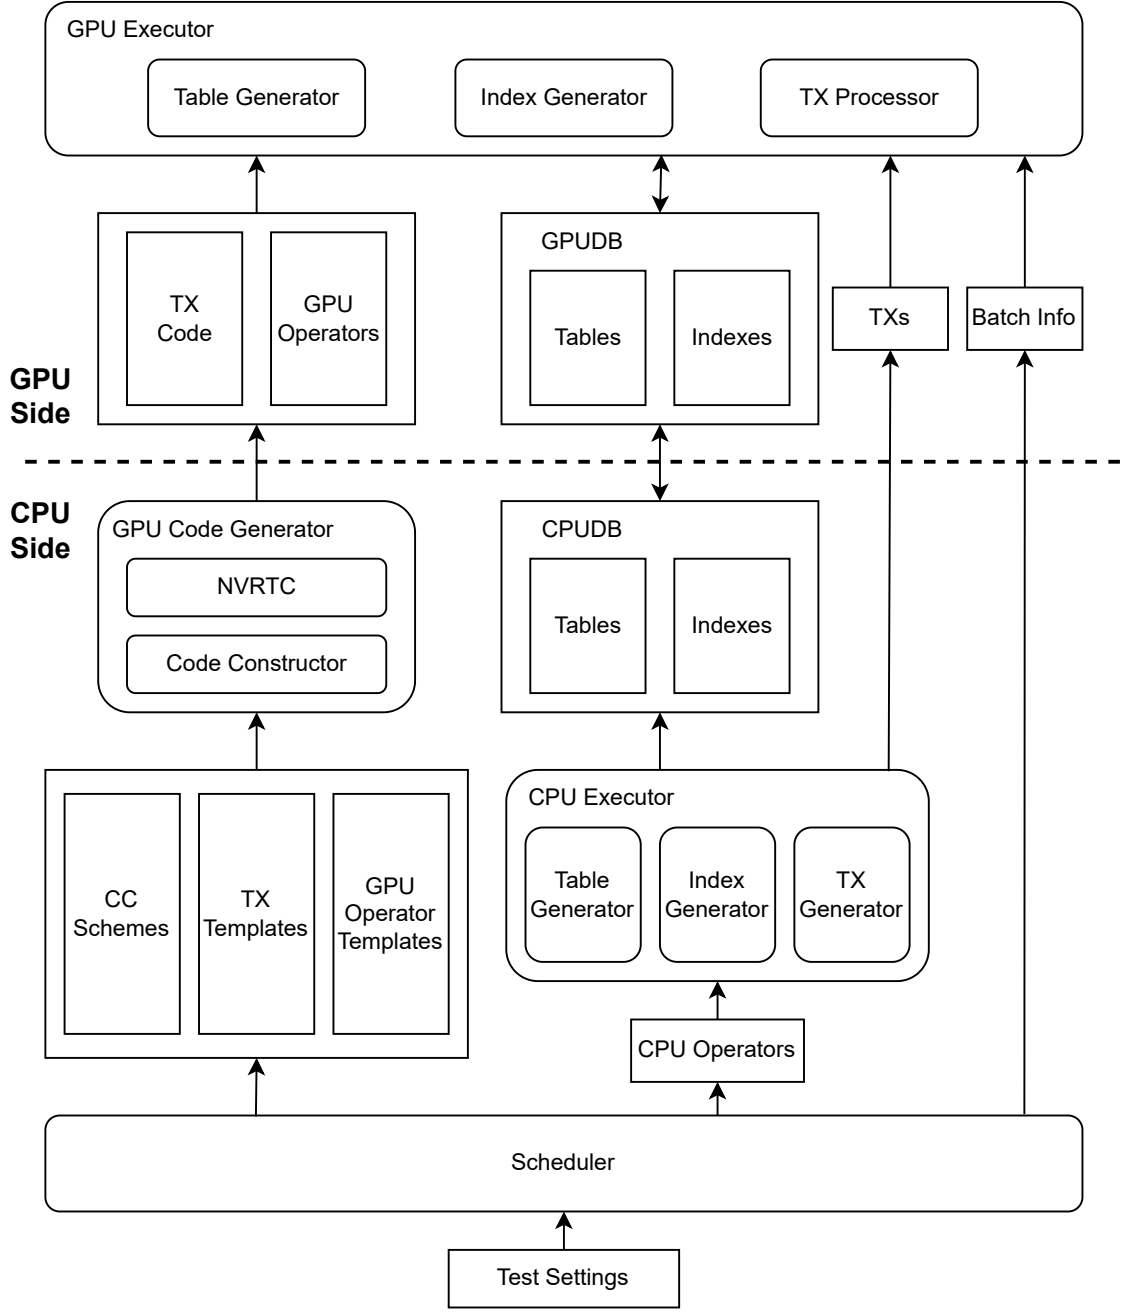 GPU Executor
Table Generator
Index Generator
TX Processor
TX
Code
GPU
Operators
GPUDB
Tables
Indexes
TXs
Batch Info
GPU
Side
CPU
Side
GPU Code Generator
NVRTC
Code Constructor
CPUDB
Tables
Indexes
CC
Schemes
TX
Templates
GPU
Operator
Templates
CPU Executor
Table
Generator
Index
Generator
TX
Generator
CPU Operators
Scheduler
Test Settings